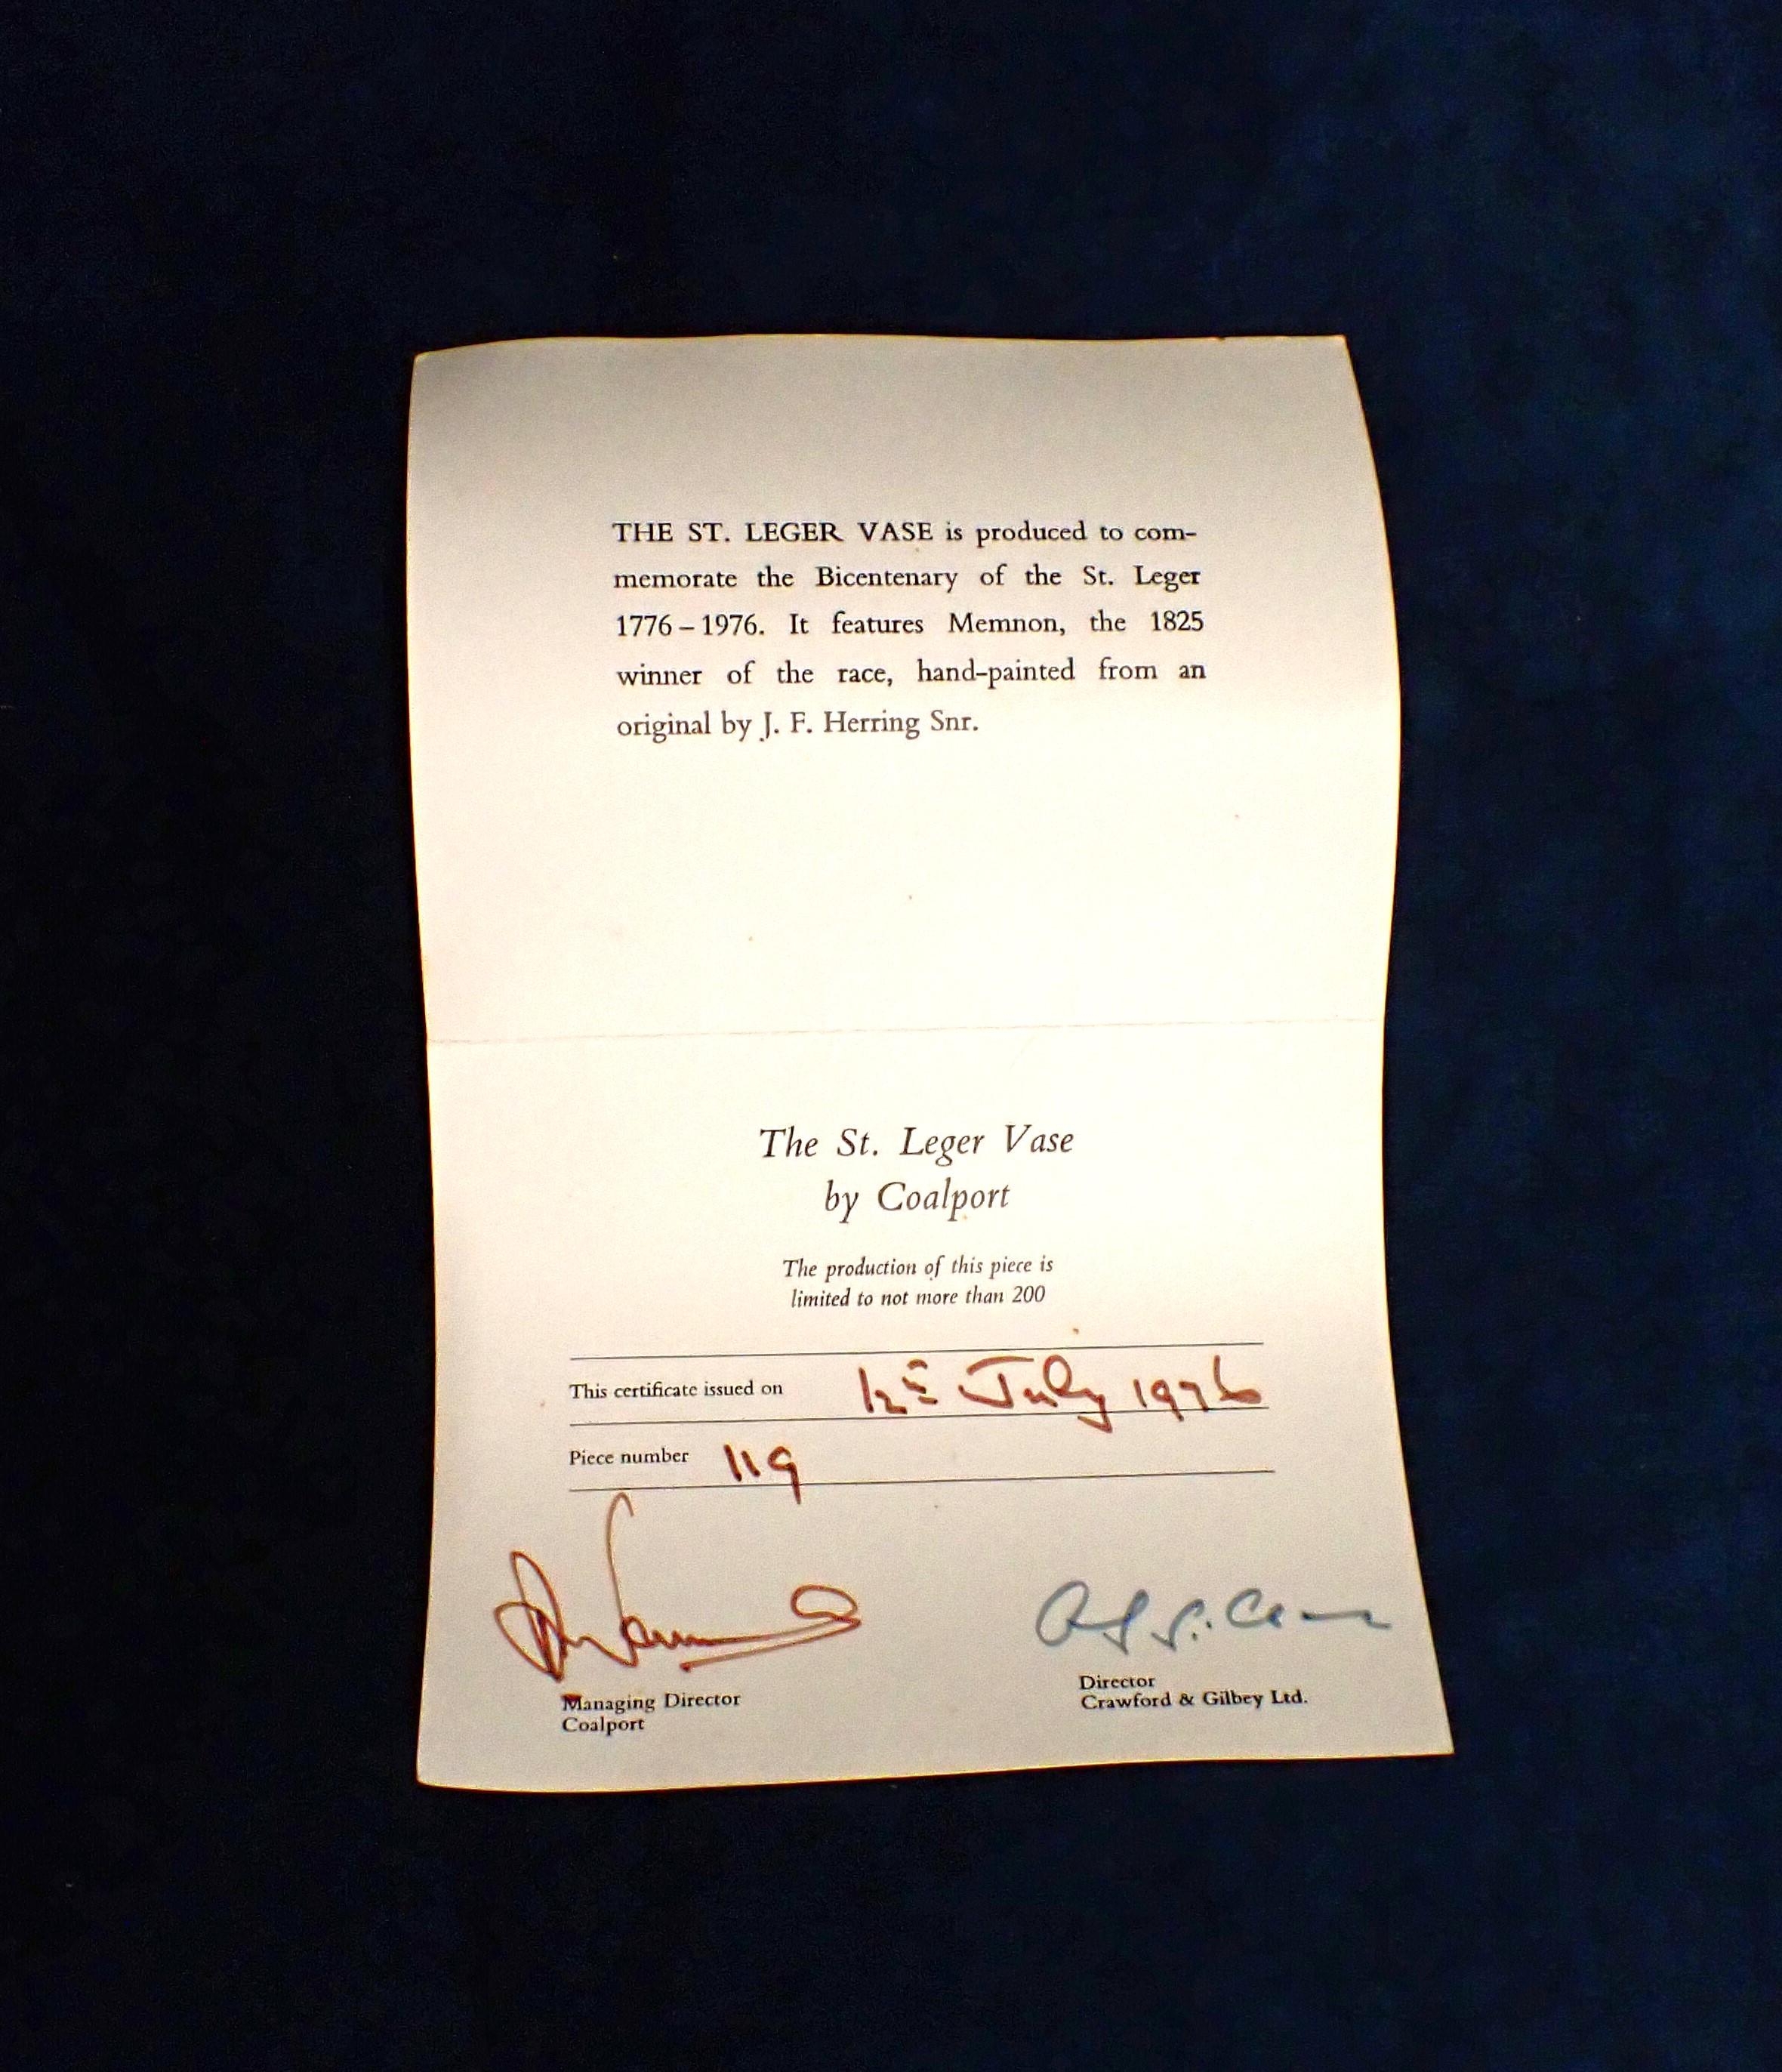 THE ST. LEGER VASE is produced to com-
memorate the Bicentenary of the St. Leger
1776 – 1976. It features Memnon, the 1825
winner of the race, hand-painted from an
original by J. F. Herring Snr.
The St. Leger Vase
by Coalport
The production of this piece is
limited to not more than 200
This certificate issued on 12th July 1976
Piece number 119
Managing Director
Coalport
Director
Crawford & Gilbey Ltd.